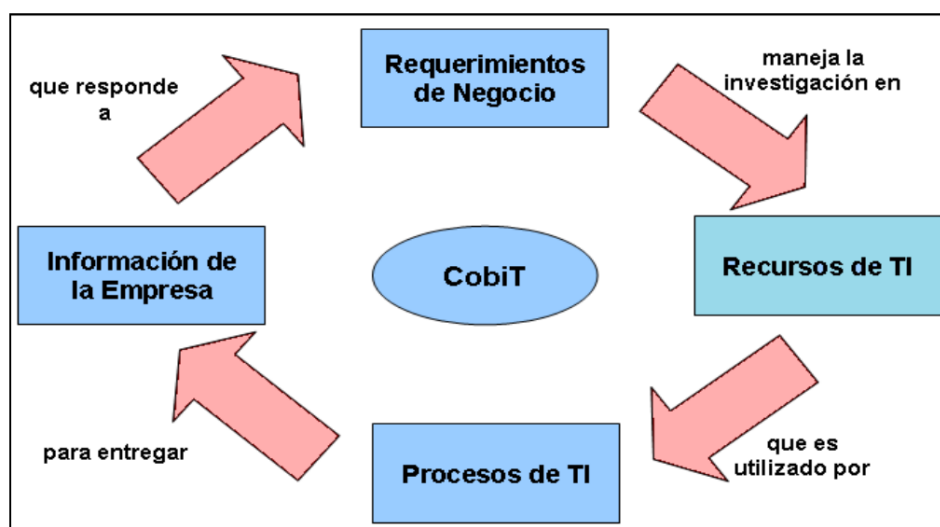 Requerimientos
de Negocio
maneja la
investigación en
Recursos de TI
que es
utilizado por
Procesos de TI
para entregar
Información de
la Empresa
que responde
a
CobiT